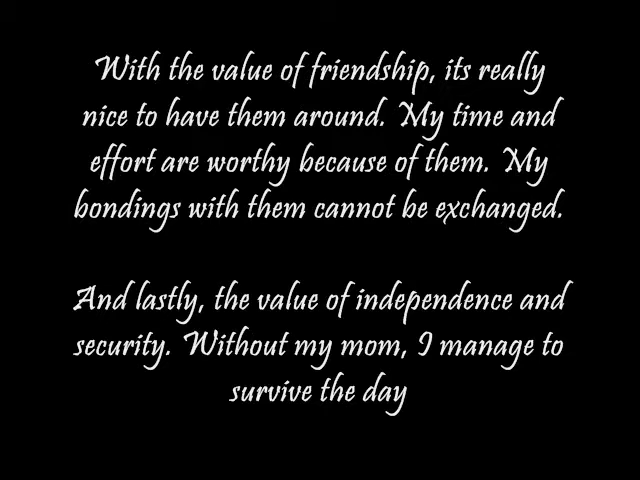 With the value of friendship, its really
nice to have them around. My time and
effort are worthy because of them. My
bondings with them cannot be exchanged.
And lastly, the value of independence and
security. Without my mom, I manage to
survive the day